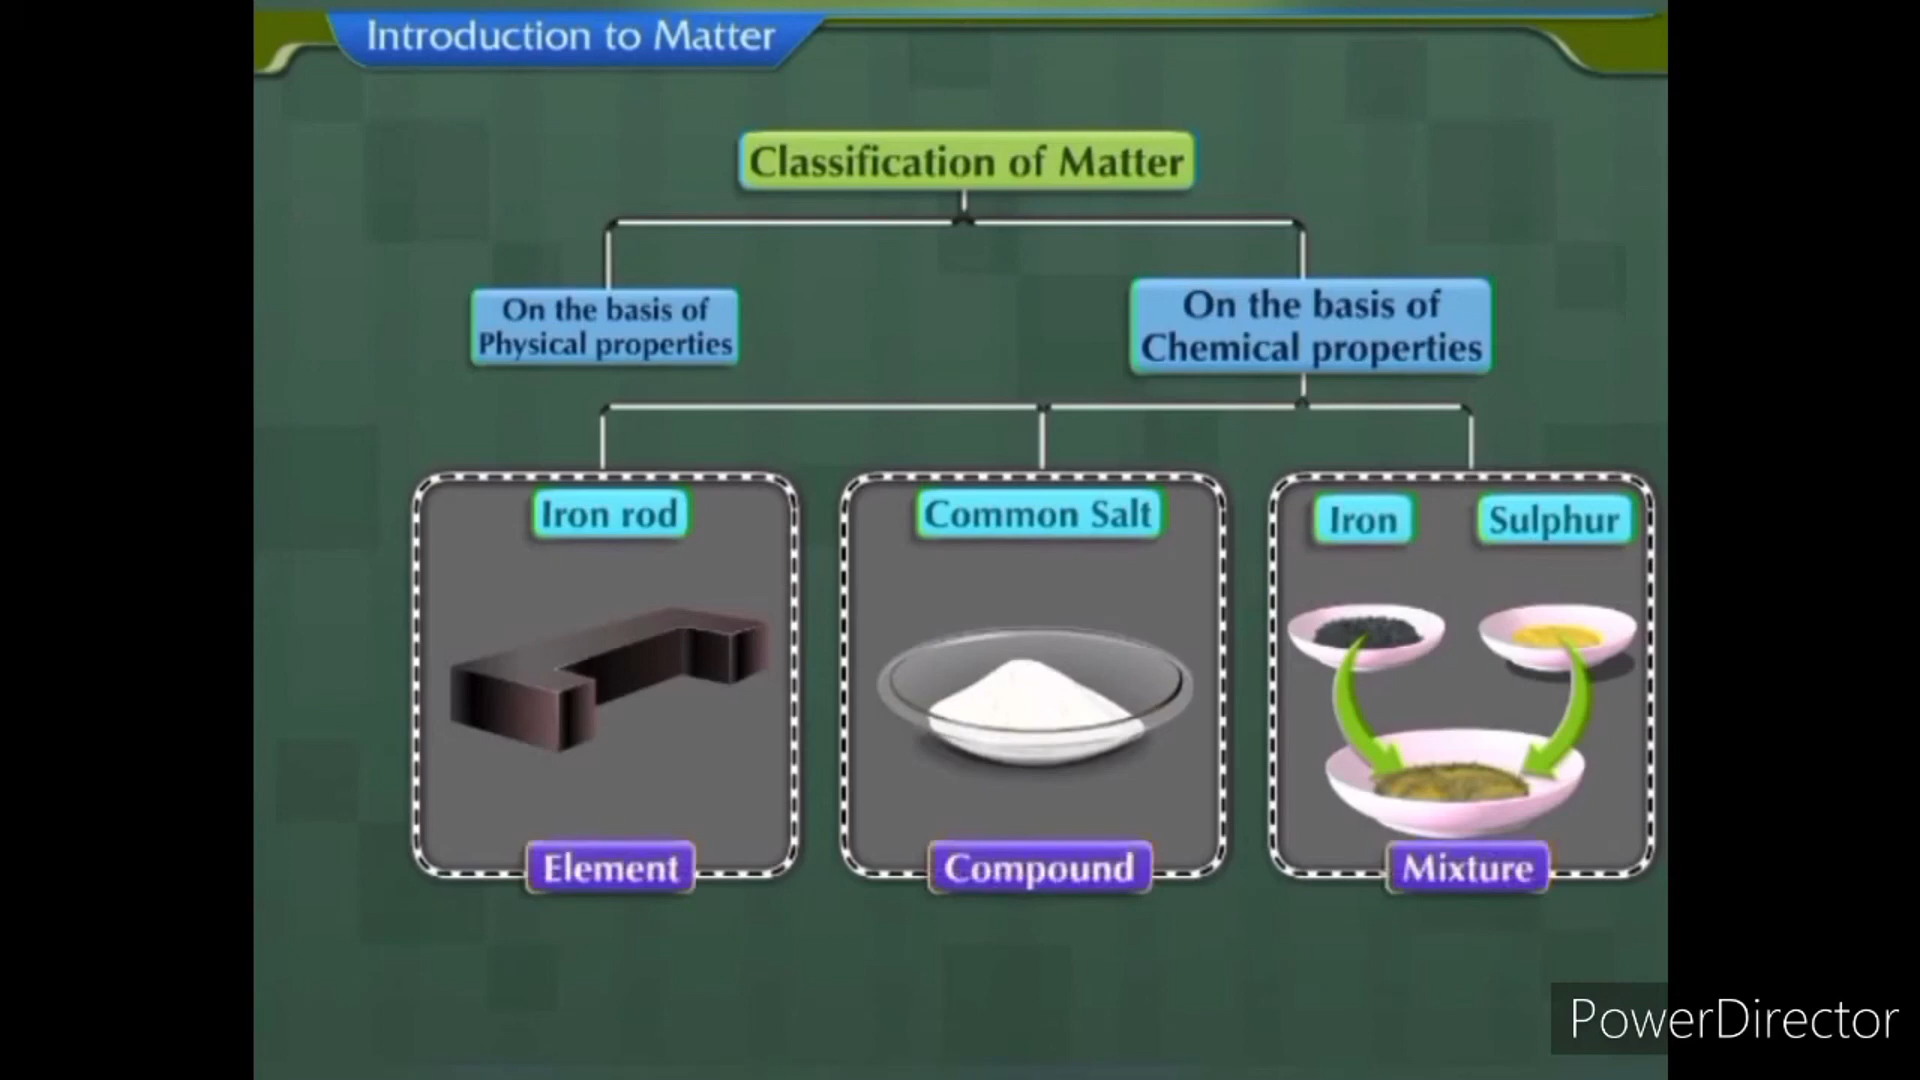 Introduction to Matter
Classification of Matter
On the basis of
Physical properties
On the basis of
Chemical properties
Iron rod
Common Salt
Iron
Sulphur
Element
Compound
Mixture
PowerDirector